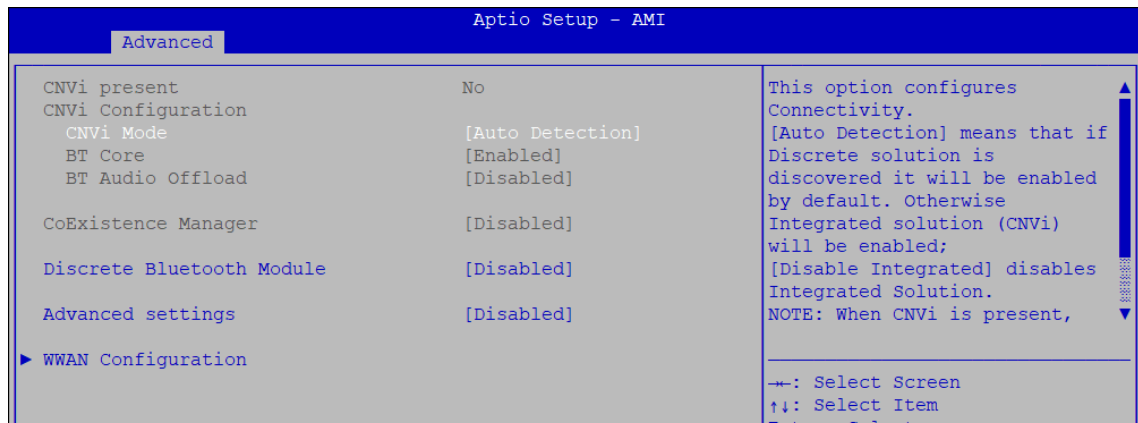 Aptio Setup - AMI
Advanced
CNVi present No
CNVi Configuration
CNVi Mode [Auto Detection]
BT Core [Enabled]
BT Audio Offload [Disabled]
CoExistence Manager [Disabled]
Discrete Bluetooth Module [Disabled]
Advanced settings [Disabled]
► WWAN Configuration
This option configures
Connectivity.
[Auto Detection] means that if
Discrete solution is
discovered it will be enabled
by default. Otherwise
Integrated solution (CNVi)
will be enabled;
[Disable Integrated] disables
Integrated Solution.
NOTE: When CNVi is present,
→←: Select Screen
↑↓: Select Item